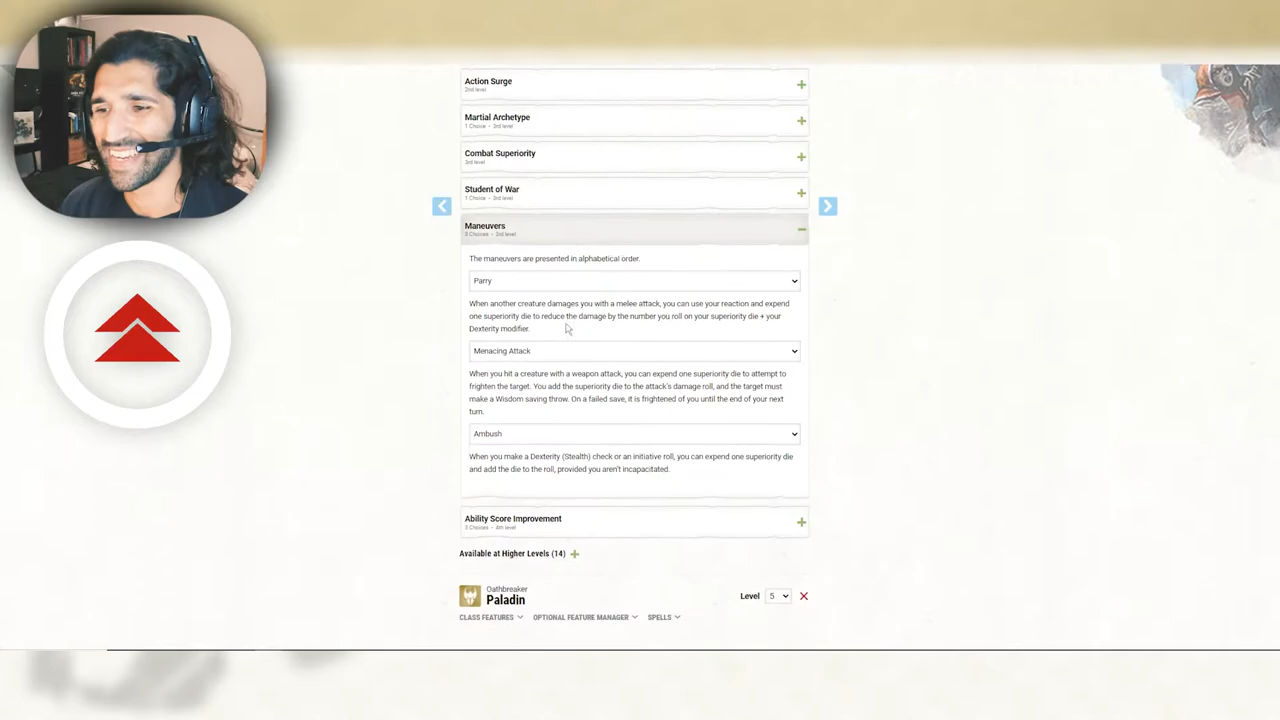 Action Surge
2nd level
Martial Archetype
1 Choice • 3rd level
Combat Superiority
3rd level
Student of War
1 Choice • 3rd level
Maneuvers
3 Choices • 3rd level
The maneuvers are presented in alphabetical order.
Parry
When another creature damages you with a melee attack, you can use your reaction and expend
one superiority die to reduce the damage by the number you roll on your superiority die + your
Dexterity modifier.
Menacing Attack
When you hit a creature with a weapon attack, you can expend one superiority die to attempt to
frighten the target. You add the superiority die to the attack's damage roll, and the target must
make a Wisdom saving throw. On a failed save, it is frightened of you until the end of your next
turn.
Ambush
When you make a Dexterity (Stealth) check or an initiative roll, you can expend one superiority die
and add the die to the roll, provided you aren't incapacitated.
Ability Score Improvement
3 Choices • 4th level
Available at Higher Levels (14)
Oathbreaker
Paladin
Level 5
CLASS FEATURES OPTIONAL FEATURE MANAGER SPELLS